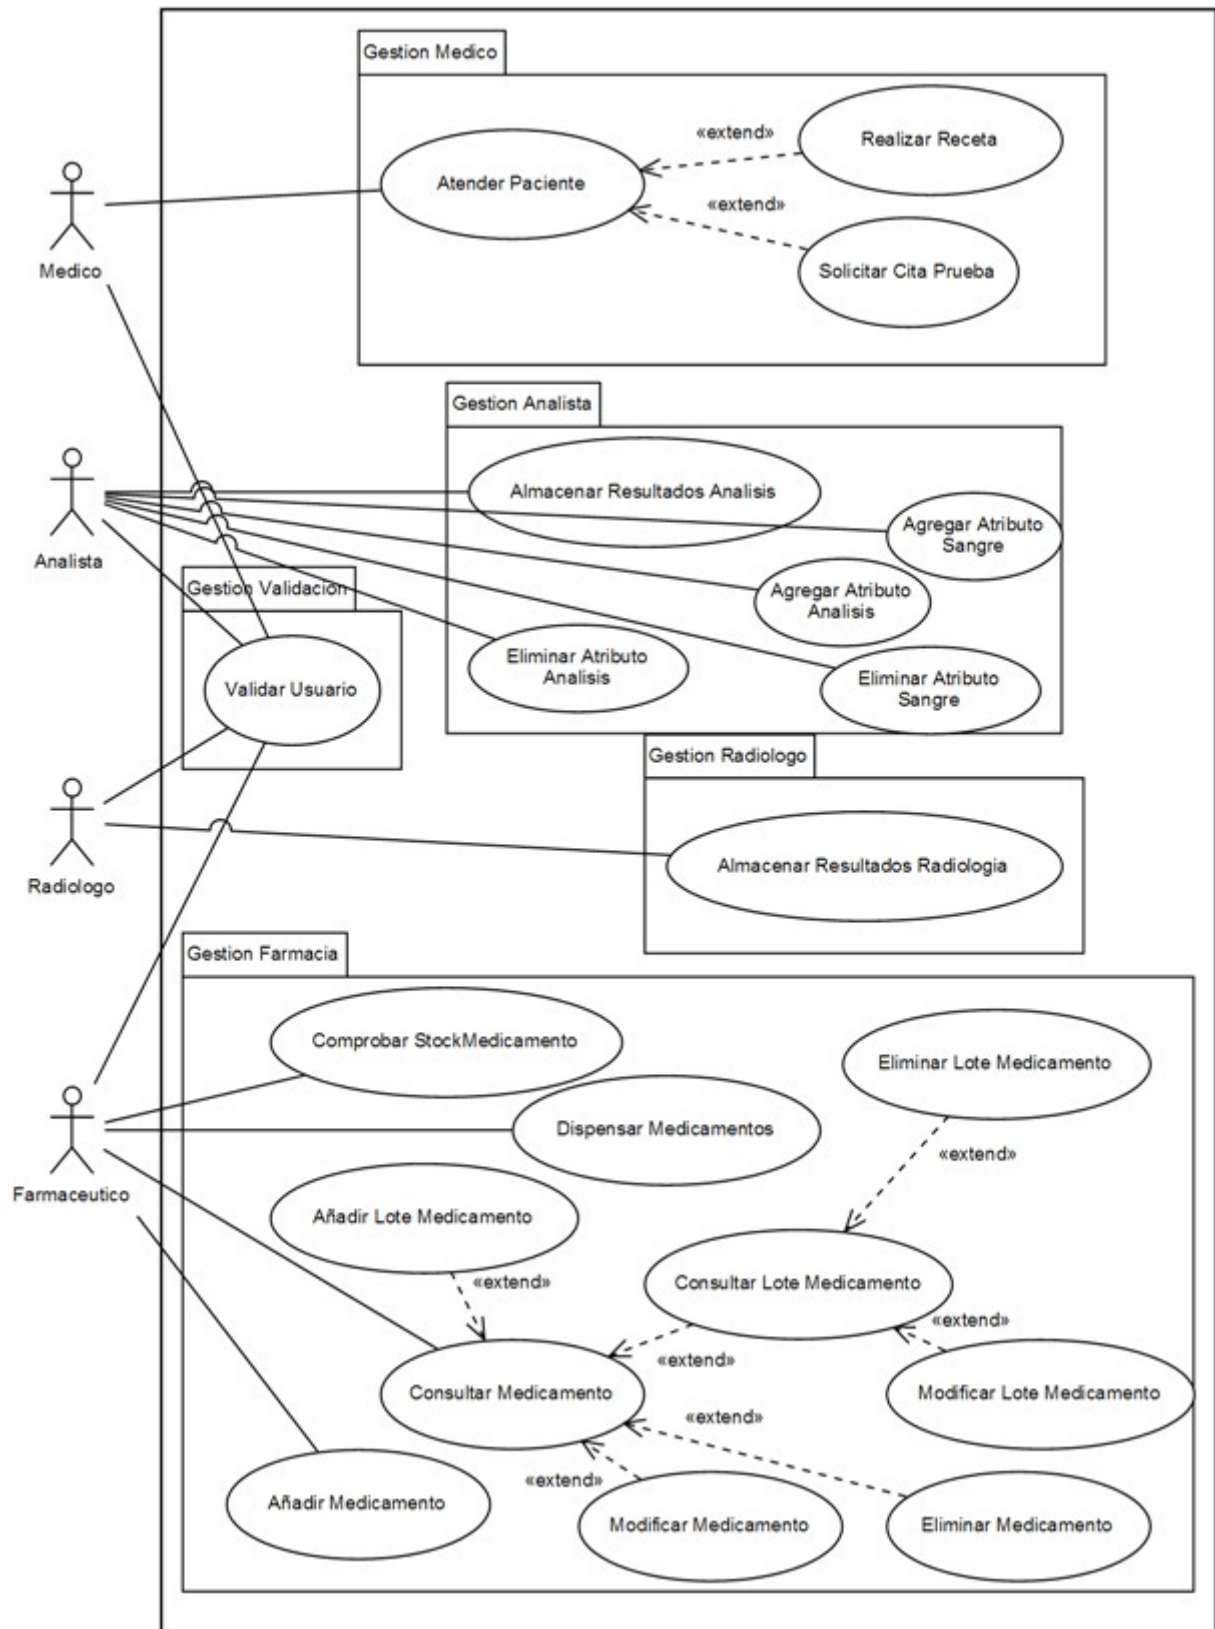 Gestion Medico
«extend»
Realizar Receta
Atender Paciente
«extend»
Solicitar Cita Prueba
Medico
Gestion Analista
Almacenar Resultados Analisis
Agregar Atributo
Sangre
Analista
Gestion Validación
Agregar Atributo
Analisis
Eliminar Atributo
Analisis
Eliminar Atributo
Sangre
Validar Usuario
Gestion Radiologo
Almacenar Resultados Radiologia
Radiologo
Gestion Farmacia
Comprobar StockMedicamento
Eliminar Lote Medicamento
Dispensar Medicamentos
«extend»
Farmaceutico
Añadir Lote Medicamento
«extend»
Consultar Lote Medicamento
«extend»
«extend»
Consultar Medicamento
Modificar Lote Medicamento
«extend»
«extend»
Añadir Medicamento
Modificar Medicamento
Eliminar Medicamento